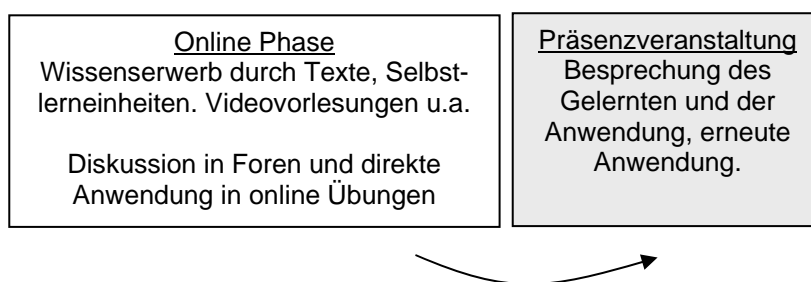 Online Phase
Wissenserwerb durch Texte, Selbst-
lerneinheiten. Videovorlesungen u.a.
Diskussion in Foren und direkte
Anwendung in online Übungen
Präsenzveranstaltung
Besprechung des
Gelernten und der
Anwendung, erneute
Anwendung.